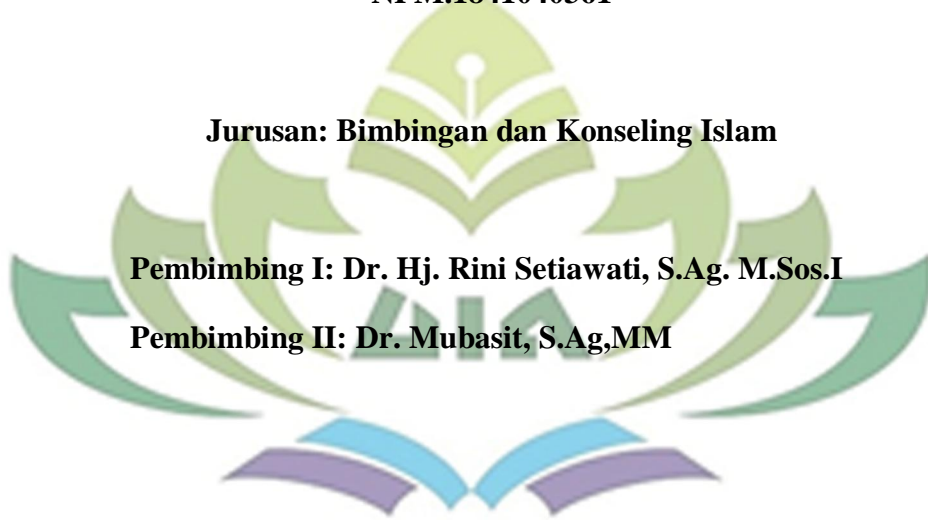 Jurusan: Bimbingan dan Konseling Islam
Pembimbing I: Dr. Hj. Rini Setiawati, S.Ag. M.Sos.I
Pembimbing II: Dr. Mubasit, S.Ag,MM